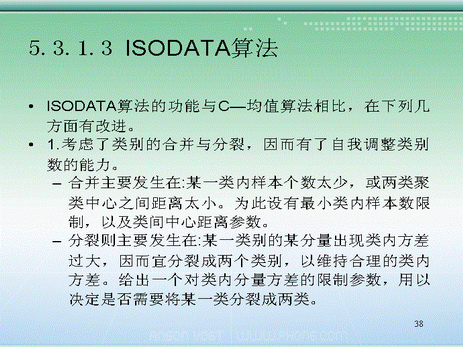 5.3.1.3 ISODATA算法
• ISODATA算法的功能与C—均值算法相比，在下列几
方面有改进。
• 1.考虑了类别的合并与分裂，因而有了自我调整类别
数的能力。
– 合并主要发生在:某一类内样本个数太少，或两类聚
类中心之间距离太小。为此设有最小类内样本数限
制，以及类间中心距离参数。
– 分裂则主要发生在:某一类别的某分量出现类内方差
过大，因而宜分裂成两个类别，以维持合理的类内
方差。给出一个对类内分量方差的限制参数，用以
决定是否需要将某一类分裂成两类。
38